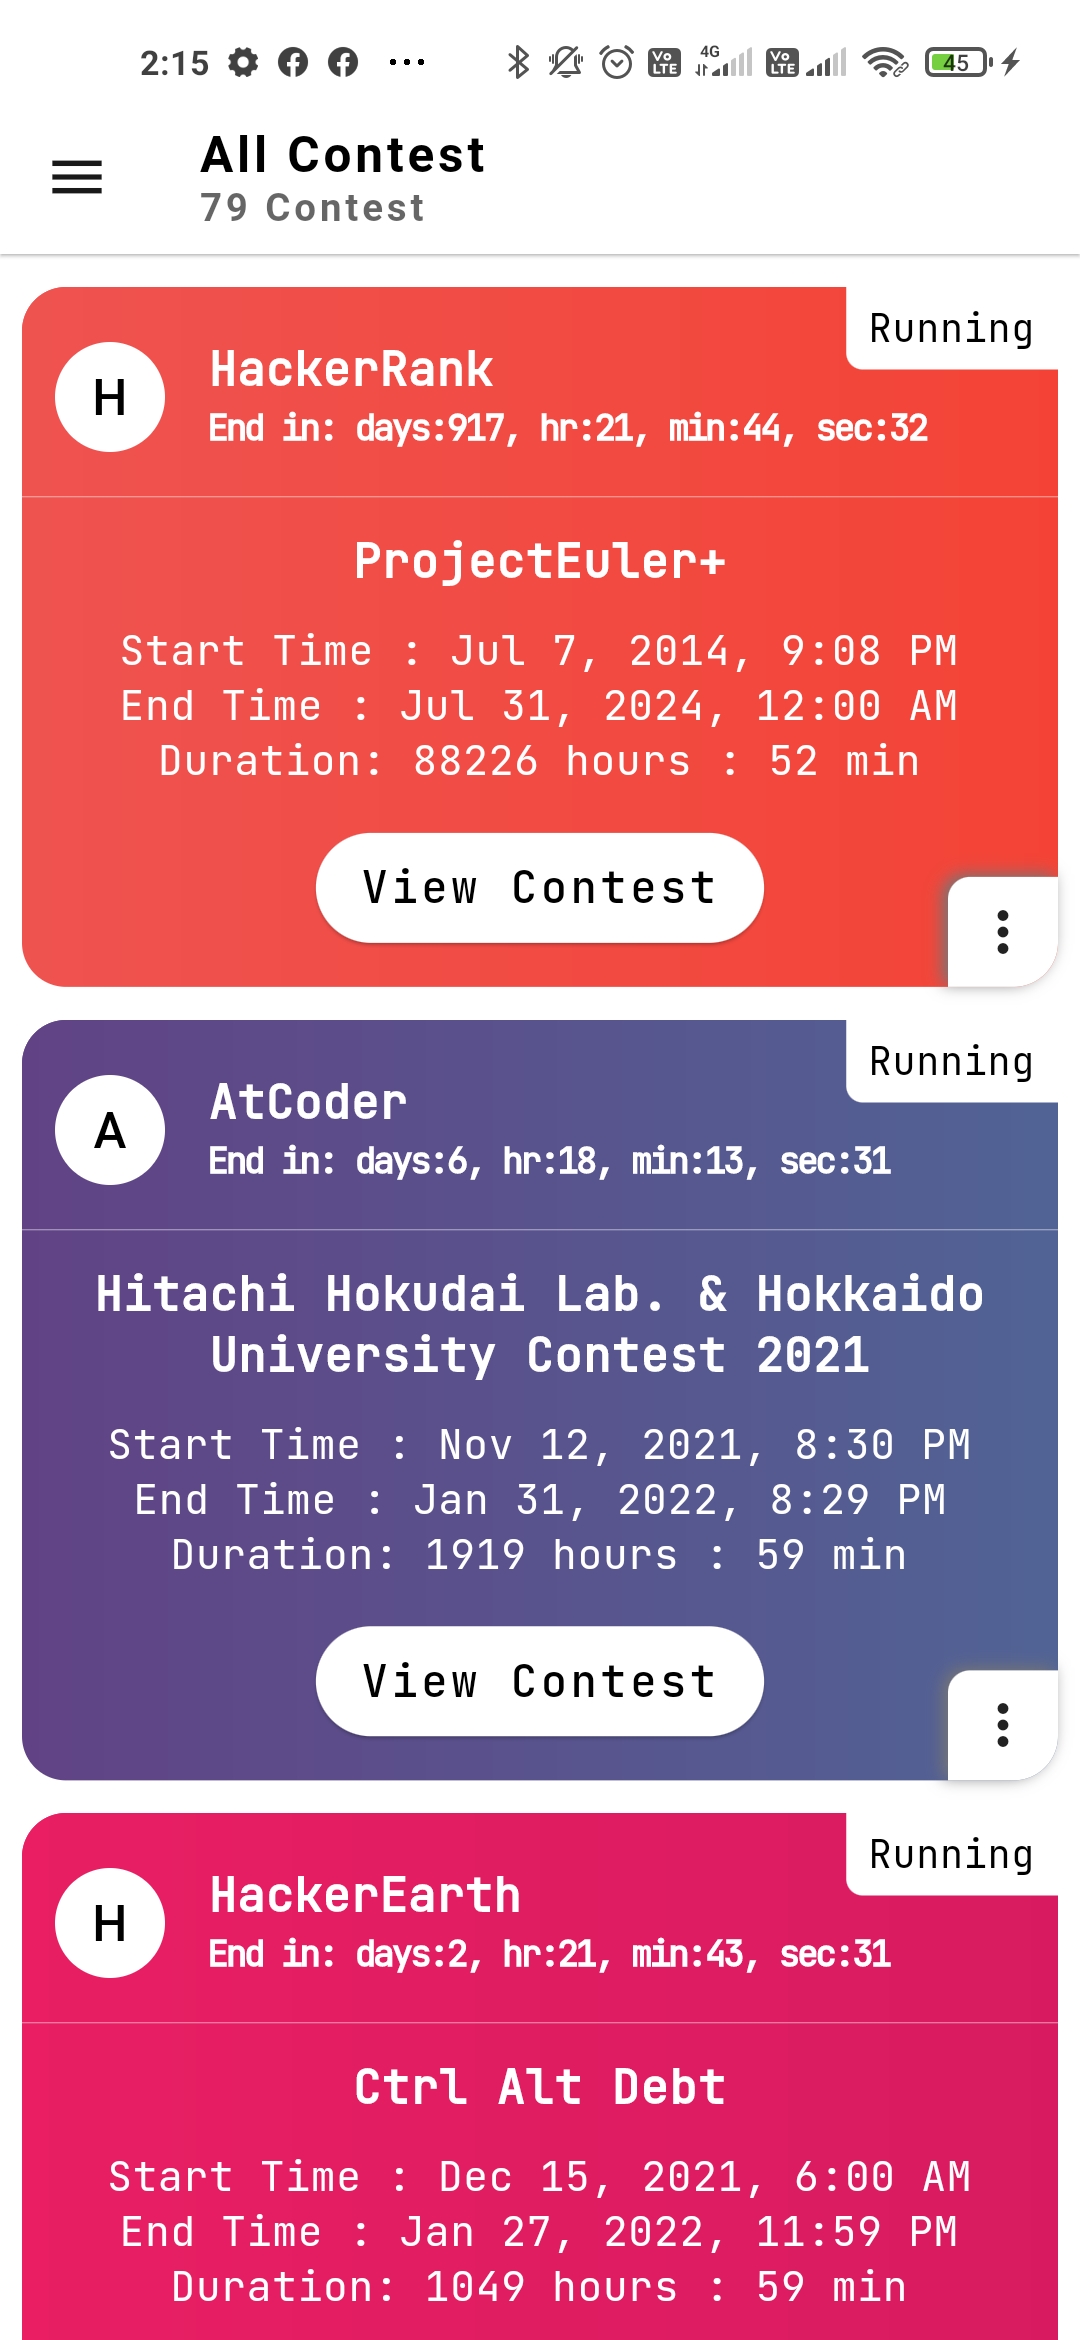 2:15
4G
Vo
LTE
Vo
LTE
45
All Contest
79 Contest
Running
H
HackerRank
End in: days:917, hr:21, min:44, sec:32
ProjectEuler+
Start Time : Jul 7, 2014, 9:08 PM
End Time : Jul 31, 2024, 12:00 AM
Duration: 88226 hours : 52 min
View Contest
Running
A
AtCoder
End in: days:6, hr:18, min:13, sec:31
Hitachi Hokudai Lab. & Hokkaido
University Contest 2021
Start Time : Nov 12, 2021, 8:30 PM
End Time : Jan 31, 2022, 8:29 PM
Duration: 1919 hours : 59 min
View Contest
Running
H
HackerEarth
End in: days:2, hr:21, min:43, sec:31
Ctrl Alt Debt
Start Time : Dec 15, 2021, 6:00 AM
End Time : Jan 27, 2022, 11:59 PM
Duration: 1049 hours : 59 min